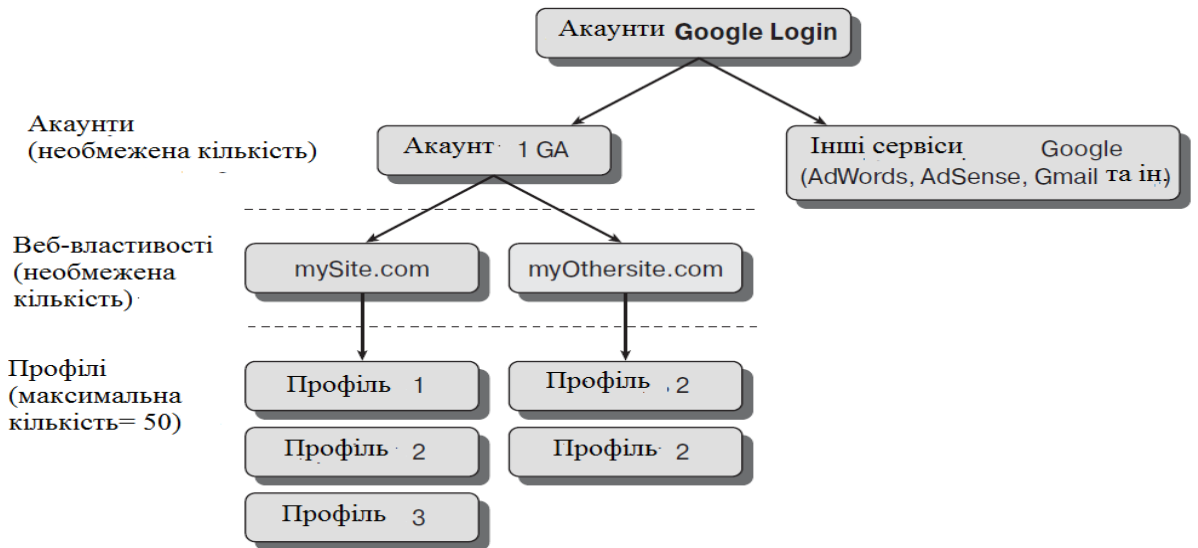 Акаунти Google Login
Акаунти
(необмежена кількість)
Акаунт 1 GA
Інші сервіси Google
(AdWords, AdSense, Gmail та ін.)
Веб-властивості
(необмежена
кількість)
mySite.com
myOthersite.com
Профілі
(максимальна
кількість= 50)
Профіль 1
Профіль 2
Профіль 2
Профіль 2
Профіль 3